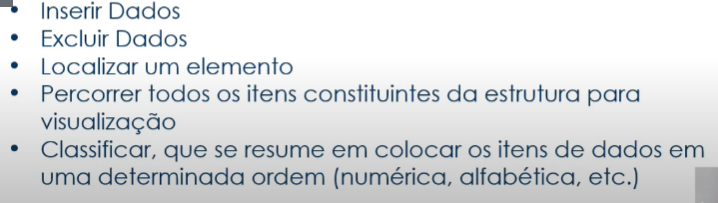 • Inserir Dados
• Excluir Dados
• Localizar um elemento
• Percorrer todos os itens constituintes da estrutura para
visualização
• Classificar, que se resume em colocar os itens de dados em
uma determinada ordem (numérica, alfabética, etc.)